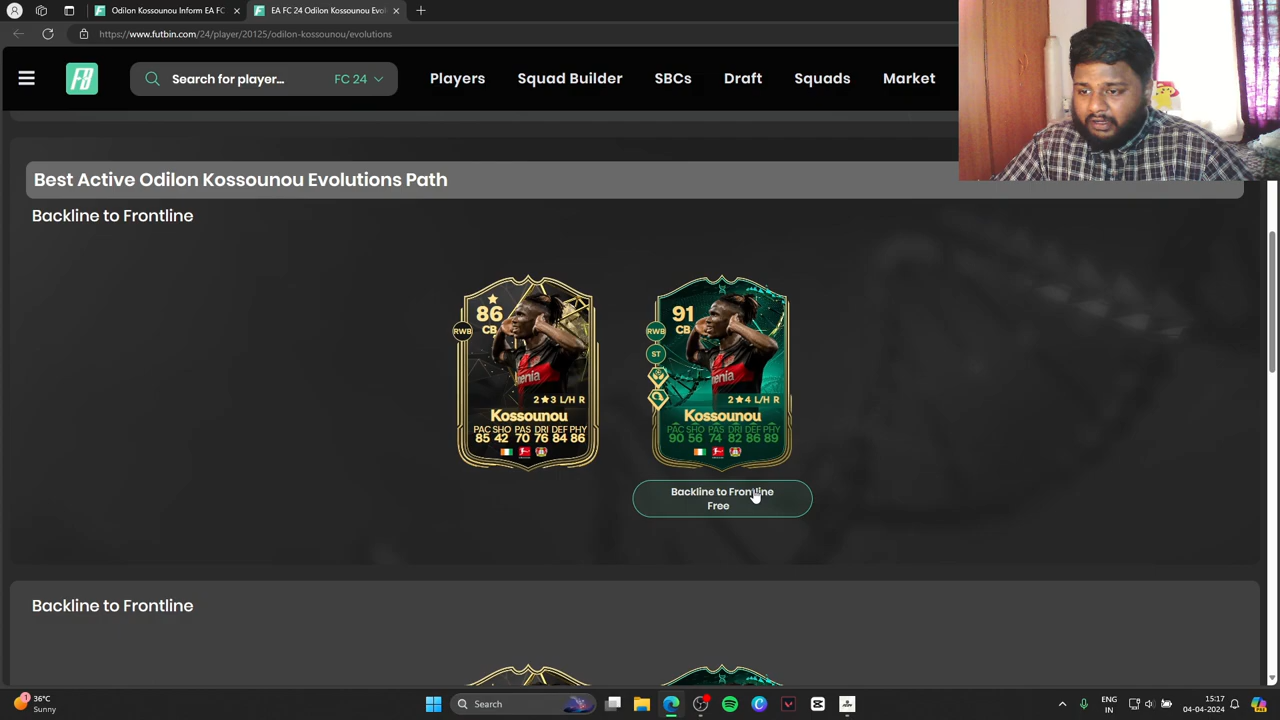 Odilon Kossounou Inform EA FC
EA FC 24 Odilon Kossounou Evol
https://www.futbin.com/24/player/20125/odilon-kossounou/evolutions
FB
Search for player...
FC 24
Players
Squad Builder
SBCs
Draft
Squads
Market
Best Active Odilon Kossounou Evolutions Path
Backline to Frontline
86
CB
RWB
2★3 L/H R
Kossounou
PAC SHO PAS DRI DEF PHY
85 42 70 76 84 86
91
CB
RWB
ST
2★4 L/H R
Kossounou
PAC SHO PAS DRI DEF PHY
90 56 74 82 86 89
Backline to Frontline
Free
Backline to Frontline
1
36°C
Sunny
Search
ENG
IN
15:17
04-04-2024